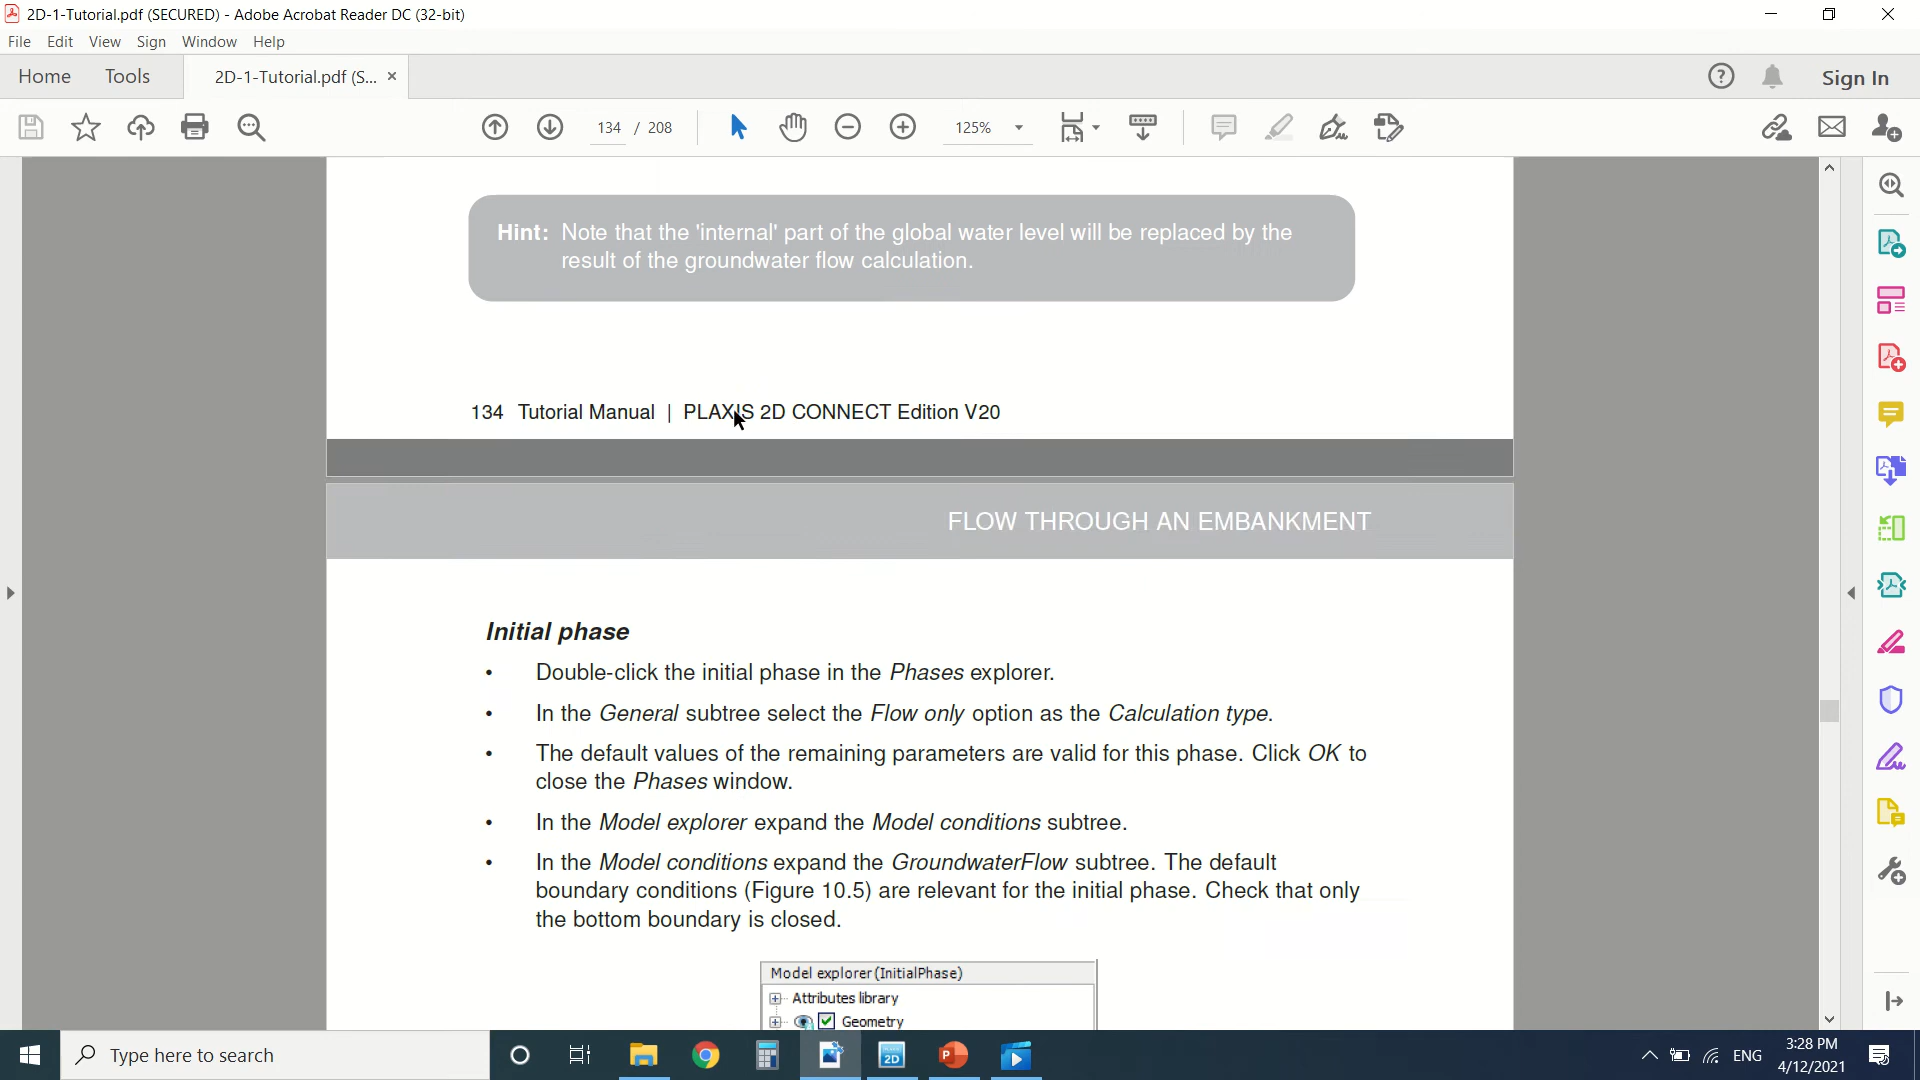 2D-1-Tutorial.pdf (SECURED) - Adobe Acrobat Reader DC (32-bit)
File Edit View Sign Window Help
Home Tools 2D-1-Tutorial.pdf (S... × Sign In
134 / 208 125%
Hint: Note that the 'internal' part of the global water level will be replaced by the
result of the groundwater flow calculation.
134 Tutorial Manual | PLAXIS 2D CONNECT Edition V20
FLOW THROUGH AN EMBANKMENT
Initial phase
• Double-click the initial phase in the Phases explorer.
• In the General subtree select the Flow only option as the Calculation type.
• The default values of the remaining parameters are valid for this phase. Click OK to
close the Phases window.
• In the Model explorer expand the Model conditions subtree.
• In the Model conditions expand the GroundwaterFlow subtree. The default
boundary conditions (Figure 10.5) are relevant for the initial phase. Check that only
the bottom boundary is closed.
Model explorer (InitialPhase)
Attributes library
Geometry
Type here to search
2D
P
ENG
3:28 PM
4/12/2021